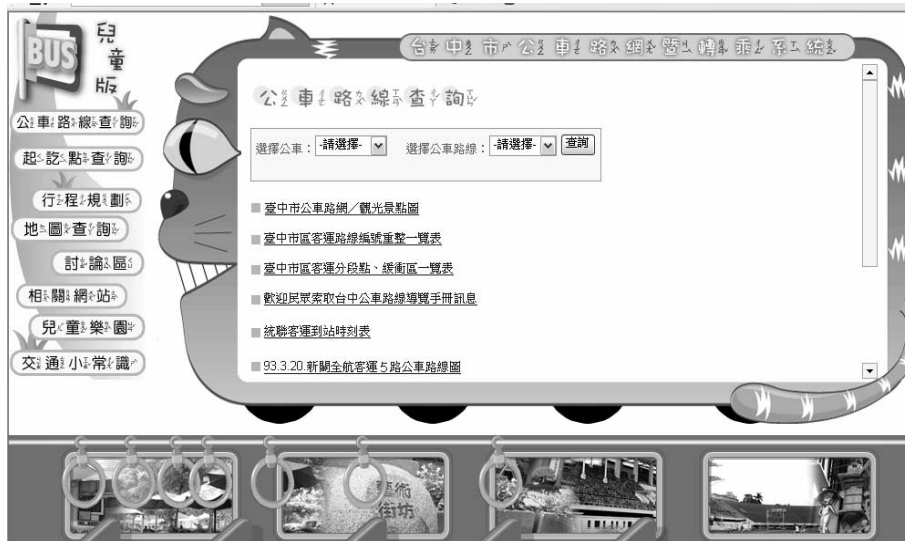 BUS
兒童版
台中市公車路網暨轉乘系統
公車路線查詢
起訖點查詢
行程規劃
地圖查詢
討論區
相關網站
兒童樂園
交通小常識
公車路線查詢
選擇公車：-請選擇- 選擇公車路線：-請選擇- 查詢
臺中市公車路網／觀光景點圖
臺中市區客運路線編號重整一覽表
臺中市區客運分段點、緩衝區一覽表
歡迎民眾索取台中公車路線導覽手冊訊息
統聯客運到站時刻表
93.3.20.新闢全航客運５路公車路線圖
藝術
街坊